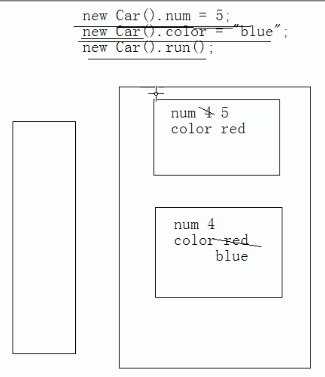 new Car().num = 5;
new Car().color = "blue";
new Car().run();
num 4 5
color red
num 4
color red
blue